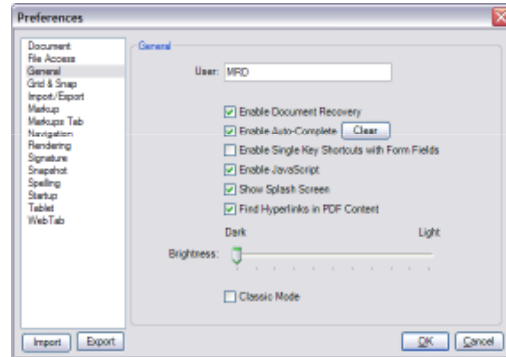 Preferences
Document
File Access
General
Grid & Snap
Import/Export
Markup
Markups Tab
Navigation
Rendering
Signature
Snapshot
Spelling
Startup
Tablet
WebTab
General
User: MRD
Enable Document Recovery
Enable Auto-Complete Clear
Enable Single Key Shortcuts with Form Fields
Enable JavaScript
Show Splash Screen
Find Hyperlinks in PDF Content
Dark Light
Brightness:
Classic Mode
Import Export OK Cancel